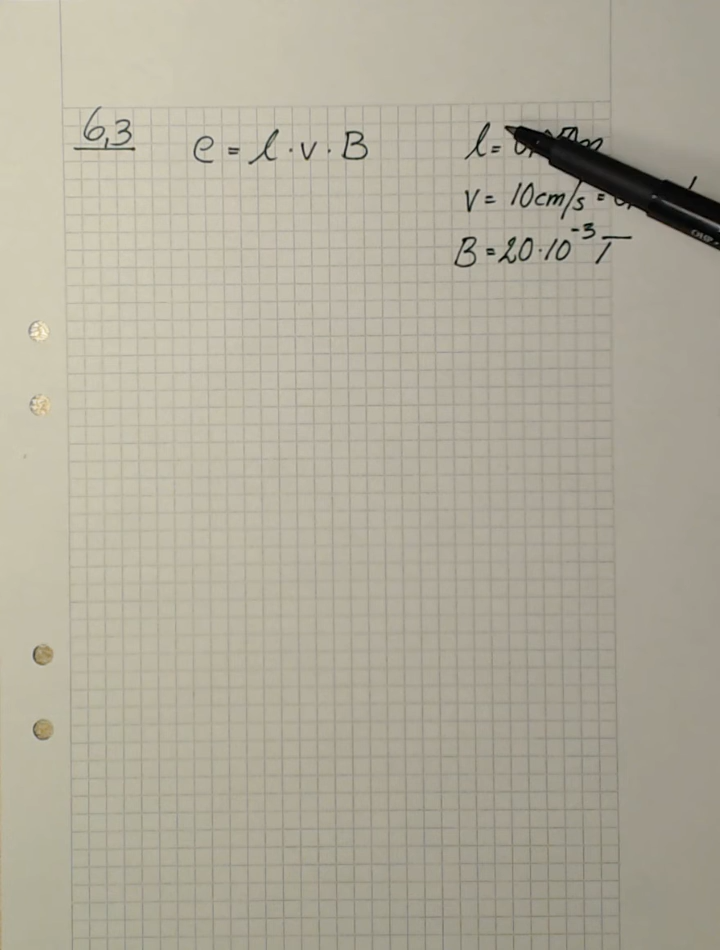 6,3 e = l · v · B l =
v = 10cm/s =
B = 20·10⁻³ T